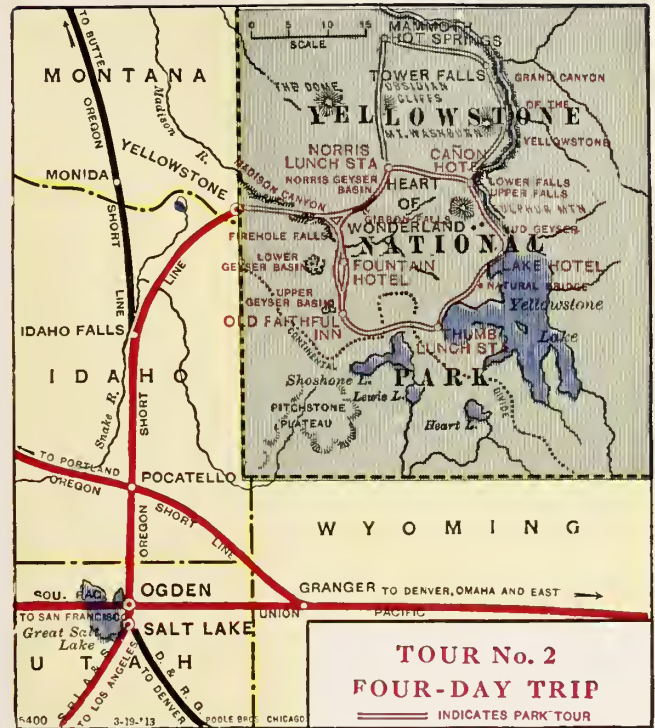 TO BUTTE
OREGON
SHORT
LINE
MONTANA
Madison R.
YELLOWSTONE
MONIDA
0 5 10 15
SCALE
MAMMOTH
HOT SPRINGS
TOWER FALLS
THE DOME
OBSIDIAN
CLIFFS
GRAND CANYON
OF THE
YELLOWSTONE
YELLOWSTONE
MT. WASHBURN
NORRIS
LUNCH STA
CAÑON
HOTEL
NORRIS GEYSER
BASIN
MADISON CANYON
HEART
OF
WONDERLAND
LOWER FALLS
UPPER FALLS
SULPHUR MTN
MUD GEYSER
GIBBON FALLS
FIREHOLE FALLS
NATIONAL
LOWER
GEYSER BASIN
FOUNTAIN
HOTEL
LAKE HOTEL
NATURAL BRIDGE
Yellowstone
Lake
UPPER
GEYSER BASIN
OLD FAITHFUL
INN
THUMB
LUNCH STA
CONTINENTAL
DIVIDE
PARK
Shoshone L.
Lewis L.
Heart L.
PITCHSTONE
PLATEAU
LINE
SHORT
OREGON
IDAHO FALLS
IDAHO
Snake R.
TO PORTLAND
OREGON
SHORT
LINE
POCATELLO
WYOMING
OGDEN
SOU. PAC.
TO SAN FRANCISCO
GRANGER TO DENVER, OMAHA AND EAST
UNION PACIFIC
Great Salt
Lake
SALT LAKE
UTAH
S.P.L.A. & S.L.
TO LOS ANGELES
D. & R.G.
TO DENVER
5400 3-19-'13 POOLE BROS CHICAGO
TOUR No. 2
FOUR-DAY TRIP
INDICATES PARK TOUR